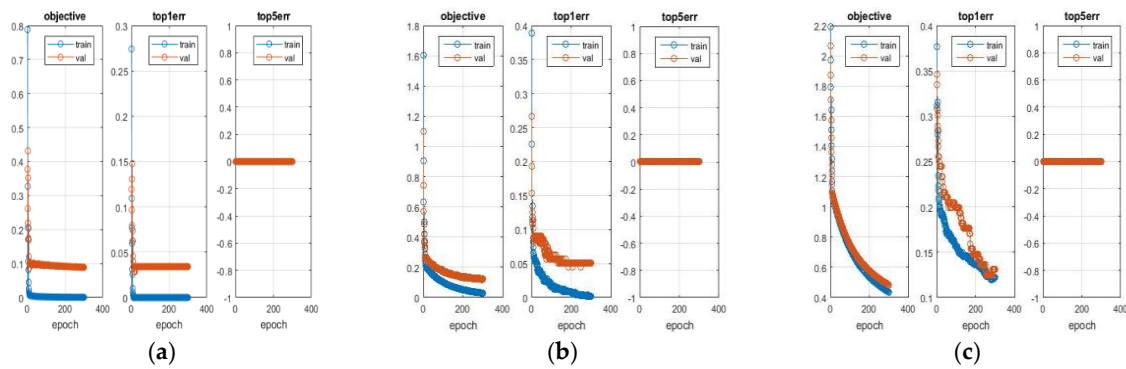 objective top1err top5err
train val
train val
train val
0.8 0.7 0.6 0.5 0.4 0.3 0.2 0.1 0
0.3 0.25 0.2 0.15 0.1 0.05 0
1 0.8 0.6 0.4 0.2 0 -0.2 -0.4 -0.6 -0.8 -1
0 200 400 0 200 400 0 200 400
epoch epoch epoch
(a)
objective top1err top5err
train val
train val
train val
1.8 1.6 1.4 1.2 1 0.8 0.6 0.4 0.2 0
0.4 0.35 0.3 0.25 0.2 0.15 0.1 0.05 0
1 0.8 0.6 0.4 0.2 0 -0.2 -0.4 -0.6 -0.8 -1
0 200 400 0 200 400 0 200 400
epoch epoch epoch
(b)
objective top1err top5err
train val
train val
train val
2.2 2 1.8 1.6 1.4 1.2 1 0.8 0.6 0.4
0.4 0.35 0.3 0.25 0.2 0.15 0.1
1 0.8 0.6 0.4 0.2 0 -0.2 -0.4 -0.6 -0.8 -1
0 200 400 0 200 400 0 200 400
epoch epoch epoch
(c)